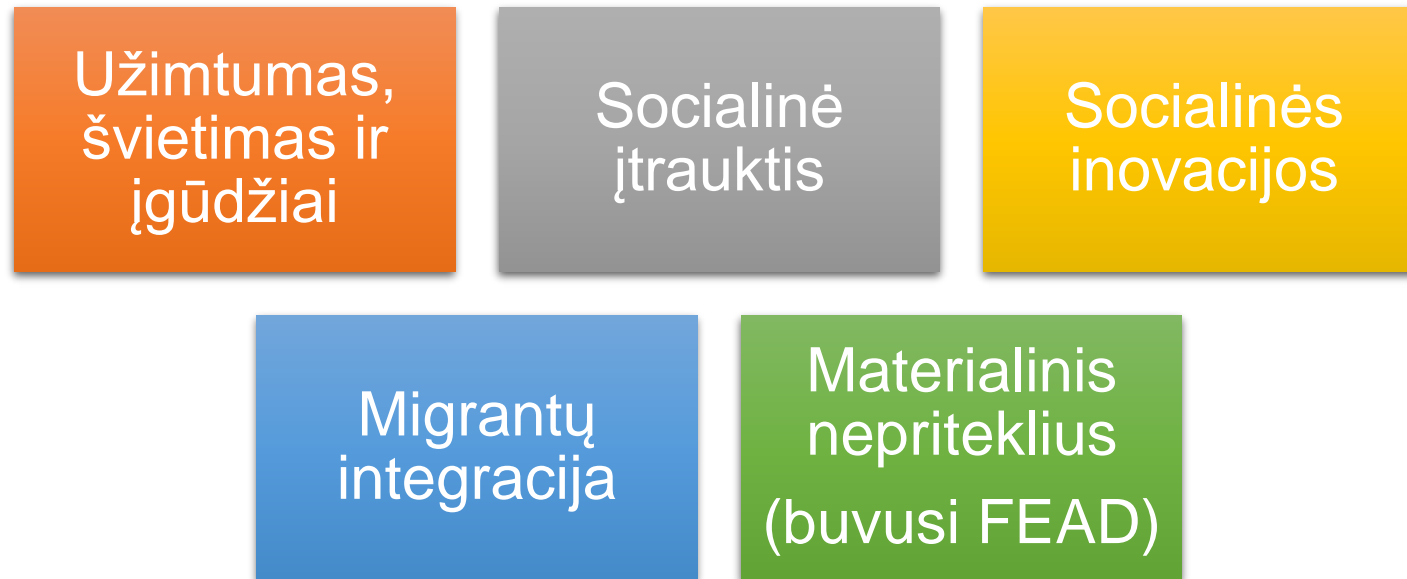 Užimtumas,
švietimas ir
įgūdžiai
Socialinė
įtrauktis
Socialinės
inovacijos
Migrantų
integracija
Materialinis
nepriteklius
(buvusi FEAD)